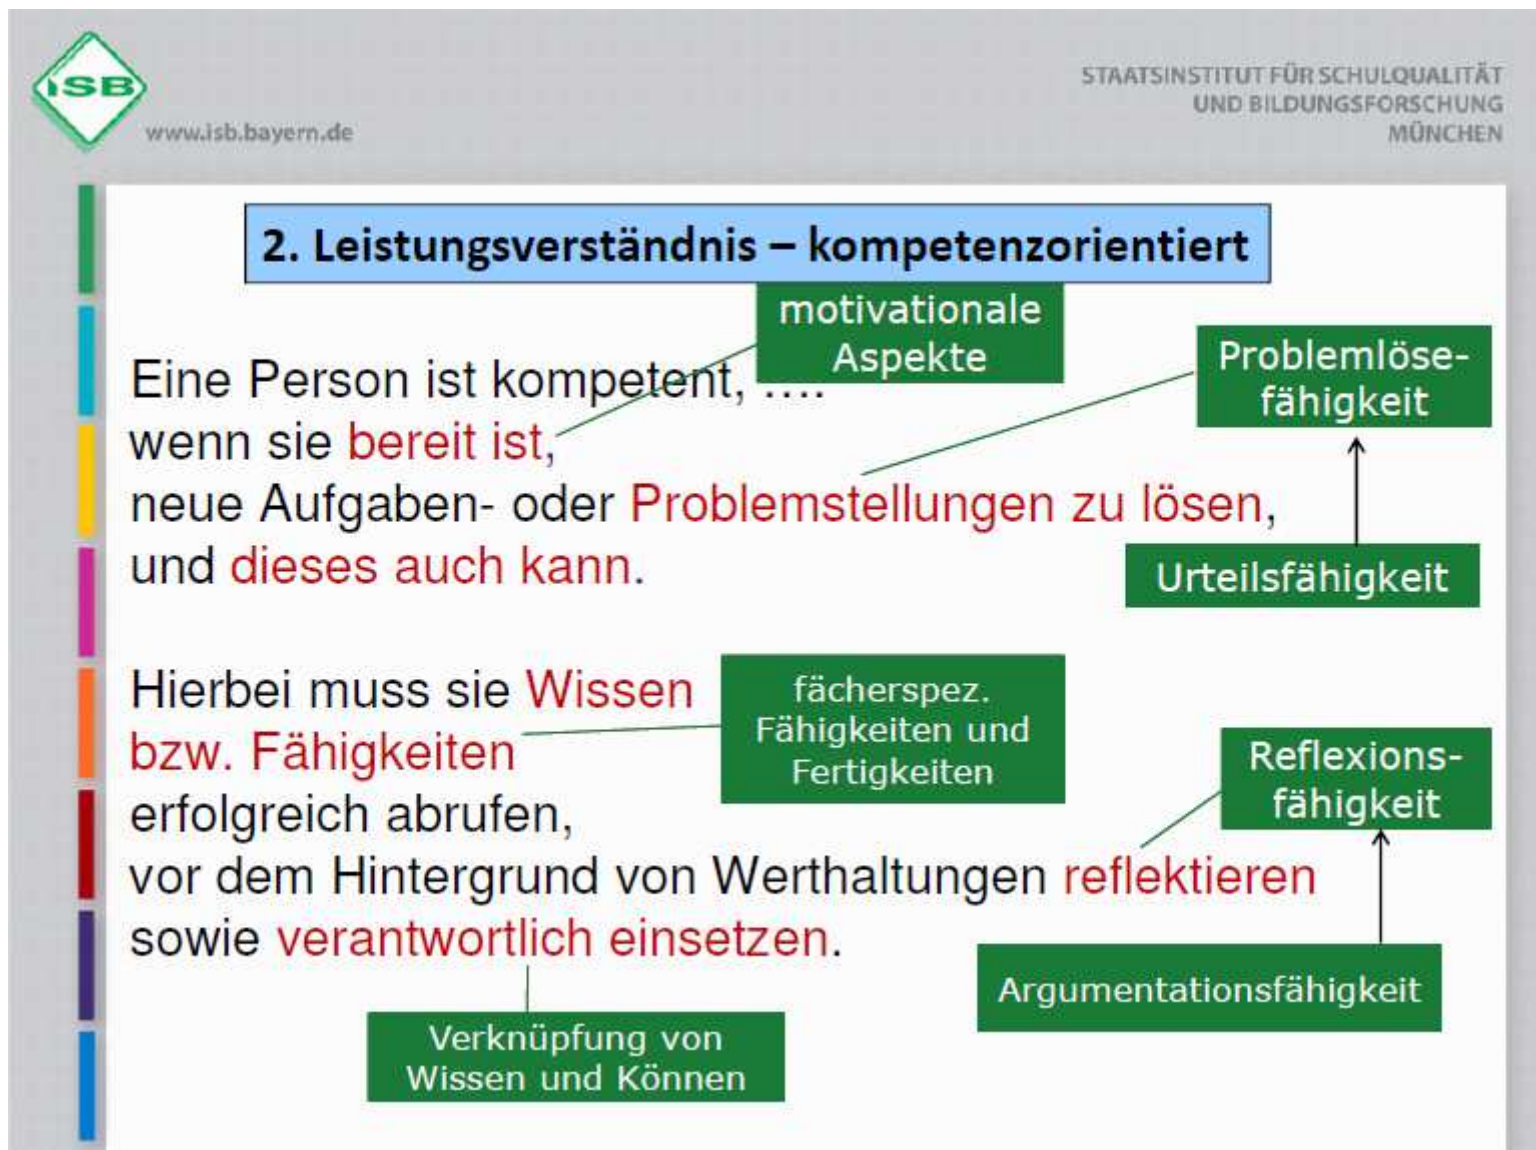 iSB
www.isb.bayern.de
STAATSINSTITUT FÜR SCHULQUALITÄT
UND BILDUNGSFORSCHUNG
MÜNCHEN
2. Leistungsverständnis – kompetenzorientiert
motivationale
Aspekte
Problemlöse-
fähigkeit
Eine Person ist kompetent, ....
wenn sie bereit ist,
neue Aufgaben- oder Problemstellungen zu lösen,
und dieses auch kann.
Urteilsfähigkeit
Hierbei muss sie Wissen
bzw. Fähigkeiten
erfolgreich abrufen,
vor dem Hintergrund von Werthaltungen reflektieren
sowie verantwortlich einsetzen.
fächerspez.
Fähigkeiten und
Fertigkeiten
Reflexions-
fähigkeit
Argumentationsfähigkeit
Verknüpfung von
Wissen und Können